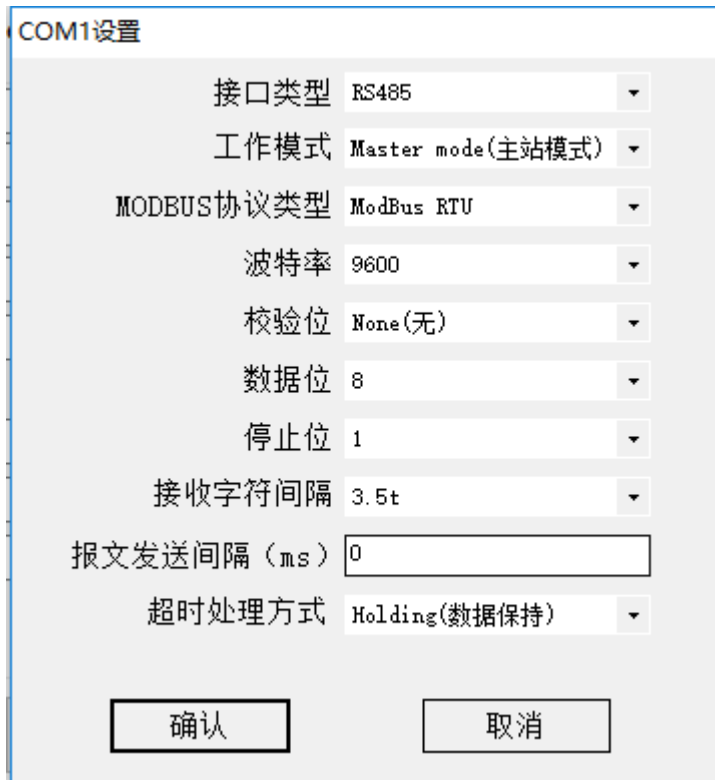 COM1设置
接口类型 RS485
工作模式 Master mode(主站模式)
MODBUS协议类型 ModBus RTU
波特率 9600
校验位 None(无)
数据位 8
停止位 1
接收字符间隔 3.5t
报文发送间隔（ms） 0
超时处理方式 Holding(数据保持)
确认 取消